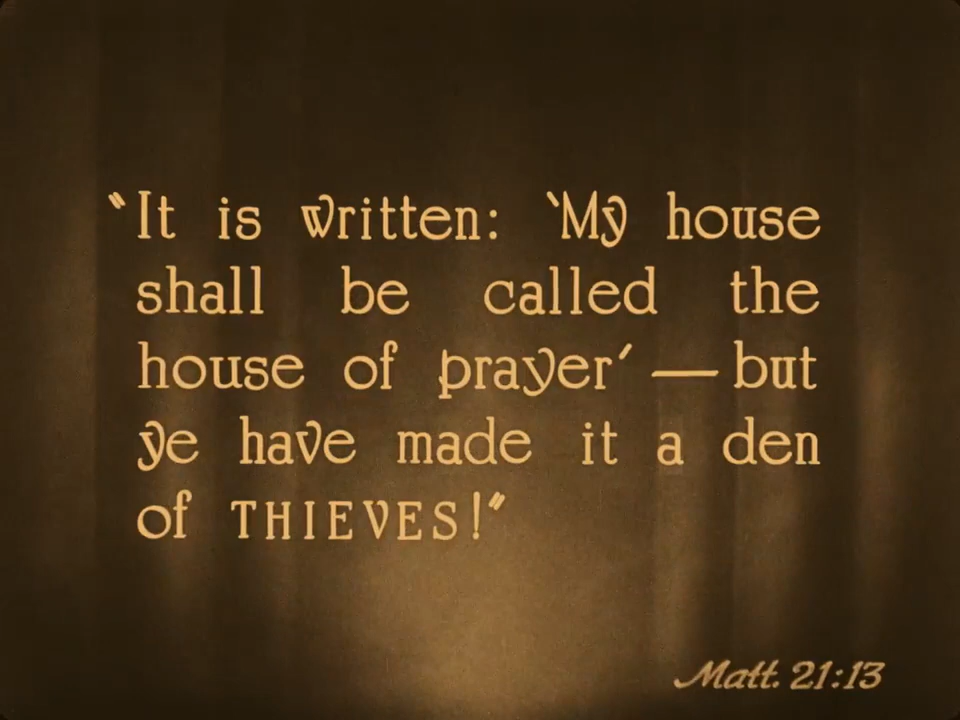 “It is written: ‘My house
shall be called the
house of prayer’ — but
ye have made it a den
of THIEVES!”
Matt. 21:13